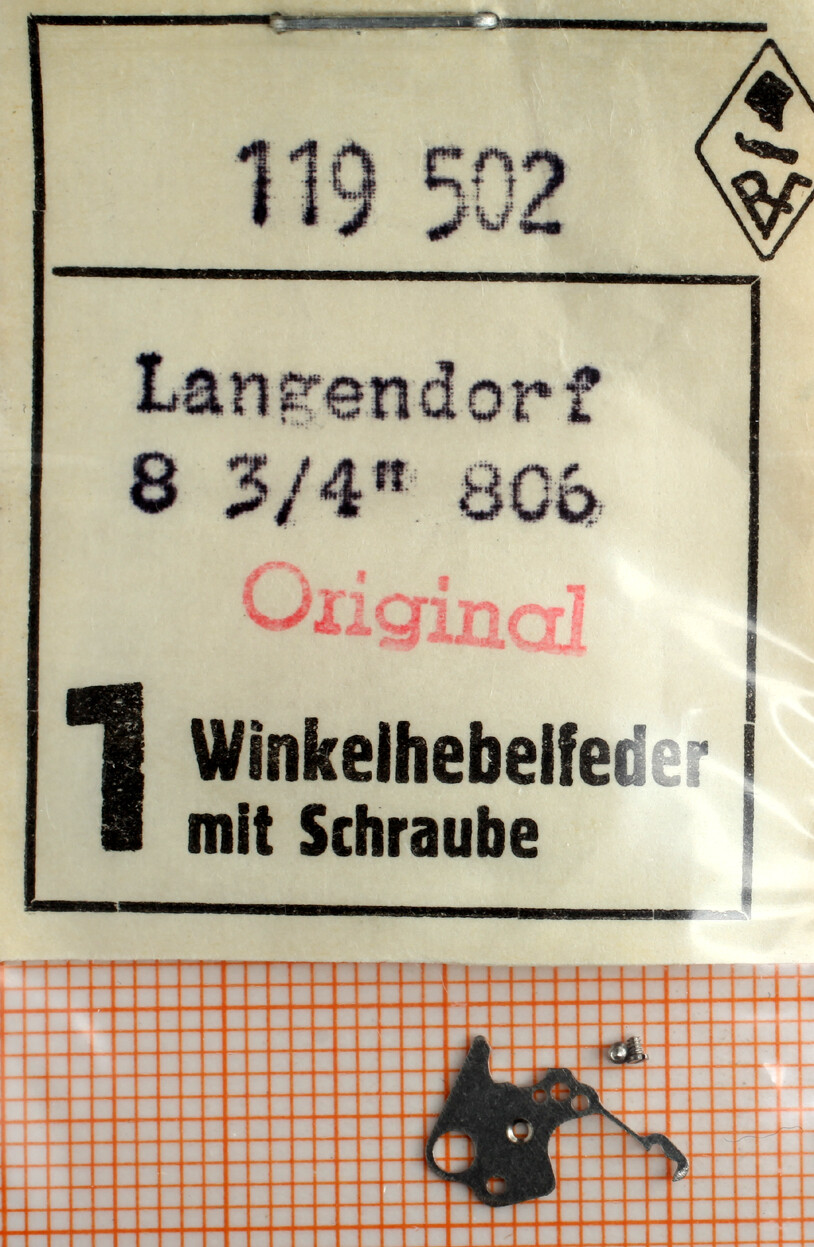 119 502
Langendorf
8 3/4" 806
Original
1 Winkelhebelfeder
mit Schraube